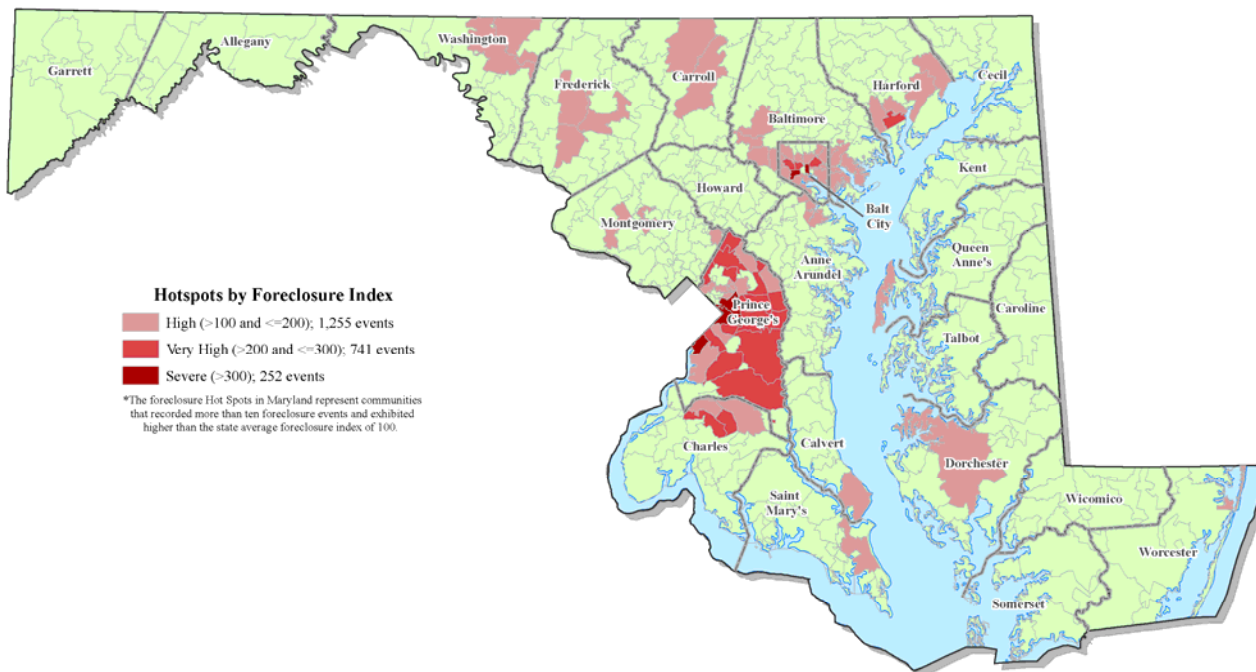 Garrett
Allegany
Washington
Frederick
Carroll
Baltimore
Harford
Cecil
Kent
Howard
Montgomery
Balt
City
Queen
Anne's
Anne
Arundel
Caroline
Prince
George's
Talbot
Hotspots by Foreclosure Index
High (>100 and <=200); 1,255 events
Very High (>200 and <=300); 741 events
Severe (>300); 252 events
*The foreclosure Hot Spots in Maryland represent communities
that recorded more than ten foreclosure events and exhibited
higher than the state average foreclosure index of 100.
Charles
Calvert
Dorchester
Saint
Mary's
Wicomico
Worcester
Somerset